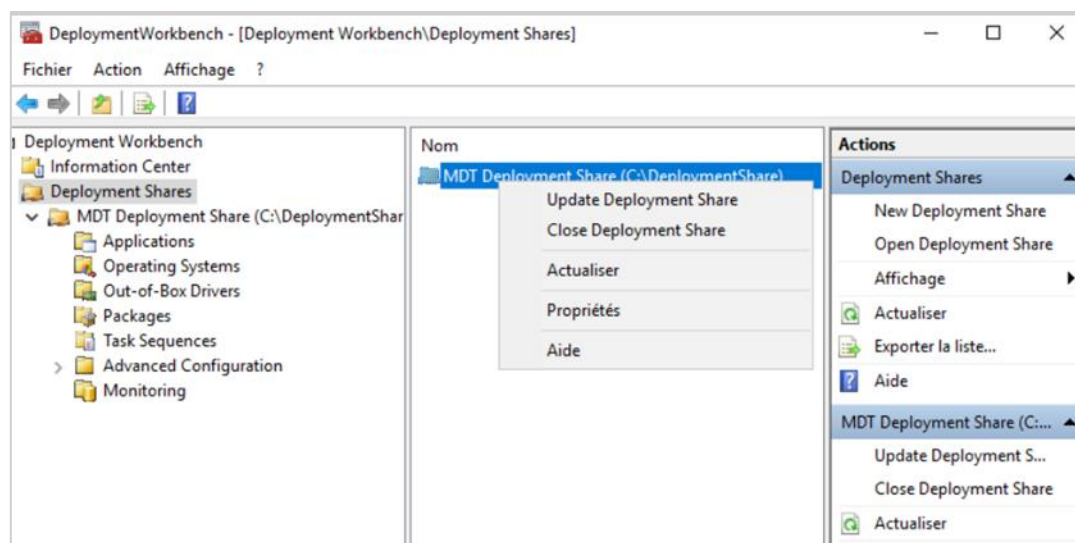 DeploymentWorkbench - [Deployment Workbench\Deployment Shares]
Fichier Action Affichage ?
Deployment Workbench
Information Center
Deployment Shares
MDT Deployment Share (C:\DeploymentShar
Applications
Operating Systems
Out-of-Box Drivers
Packages
Task Sequences
Advanced Configuration
Monitoring
Nom
MDT Deployment Share (C:\DeploymentShare)
Update Deployment Share
Close Deployment Share
Actualiser
Propriétés
Aide
Actions
Deployment Shares
New Deployment Share
Open Deployment Share
Affichage
Actualiser
Exporter la liste...
Aide
MDT Deployment Share (C:...
Update Deployment S...
Close Deployment Share
Actualiser